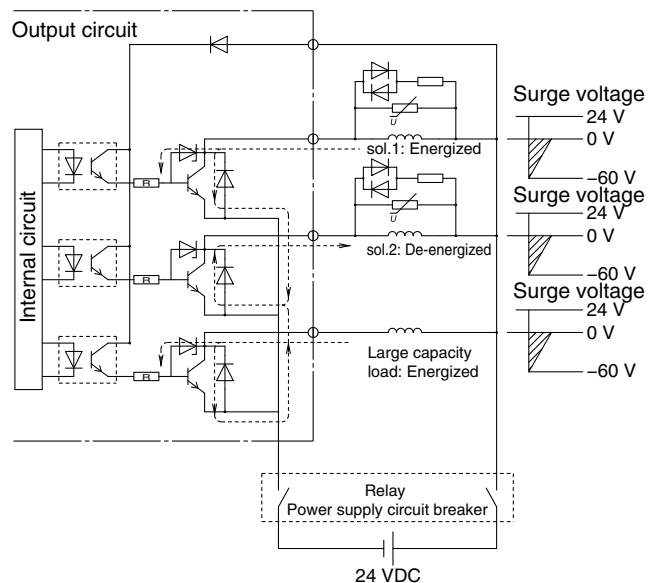 Output circuit
Internal circuit
R
R
R
U
sol.1: Energized
U
sol.2: De-energized
Large capacity
load: Energized
Surge voltage
24 V
0 V
−60 V
Surge voltage
24 V
0 V
−60 V
Surge voltage
24 V
0 V
−60 V
Relay
Power supply circuit breaker
24 VDC